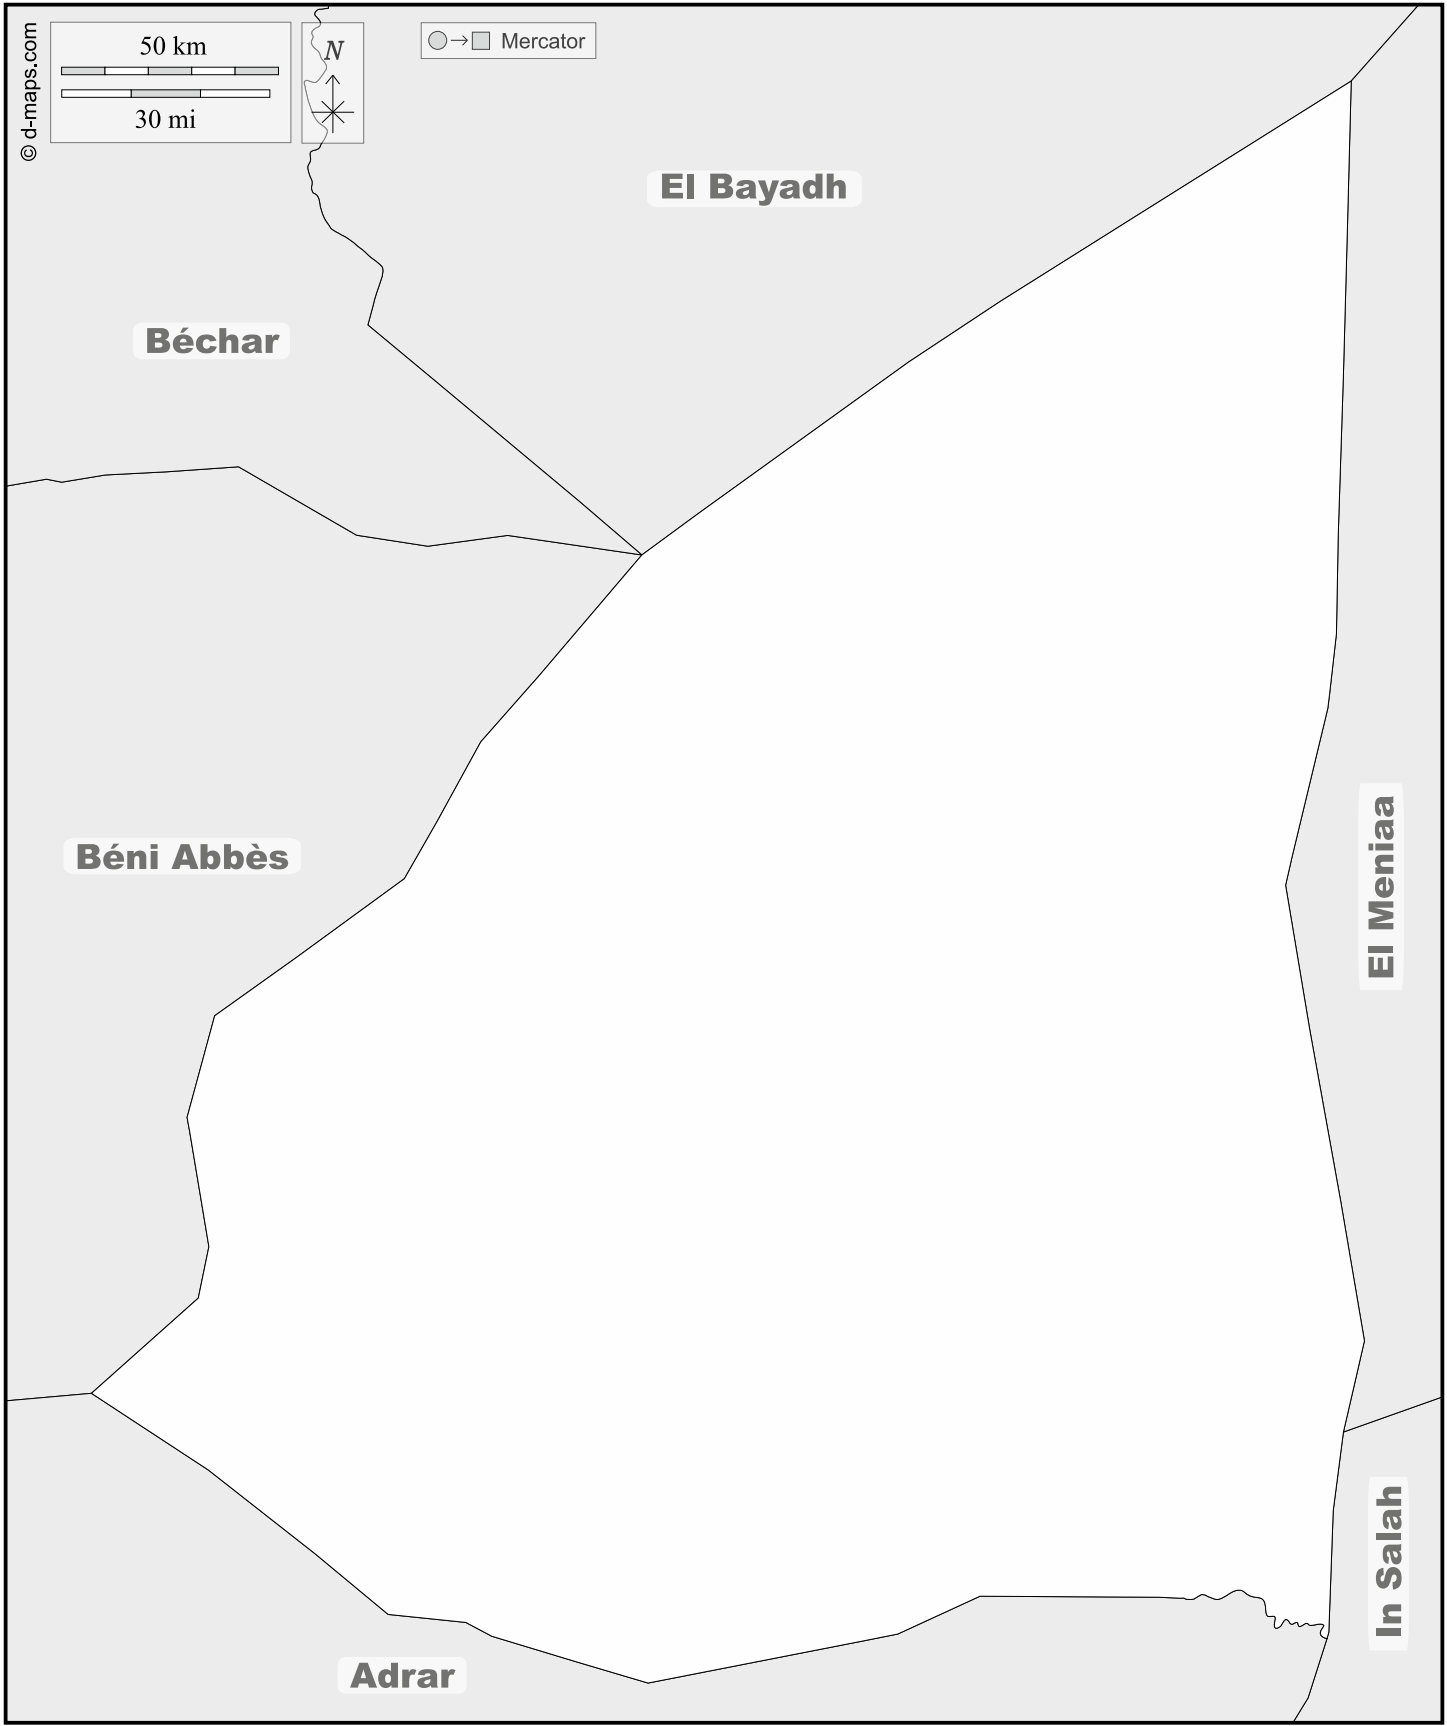 © d-maps.com
50 km
30 mi
N
Mercator
El Bayadh
Béchar
Béni Abbès
El Meniaa
In Salah
Adrar